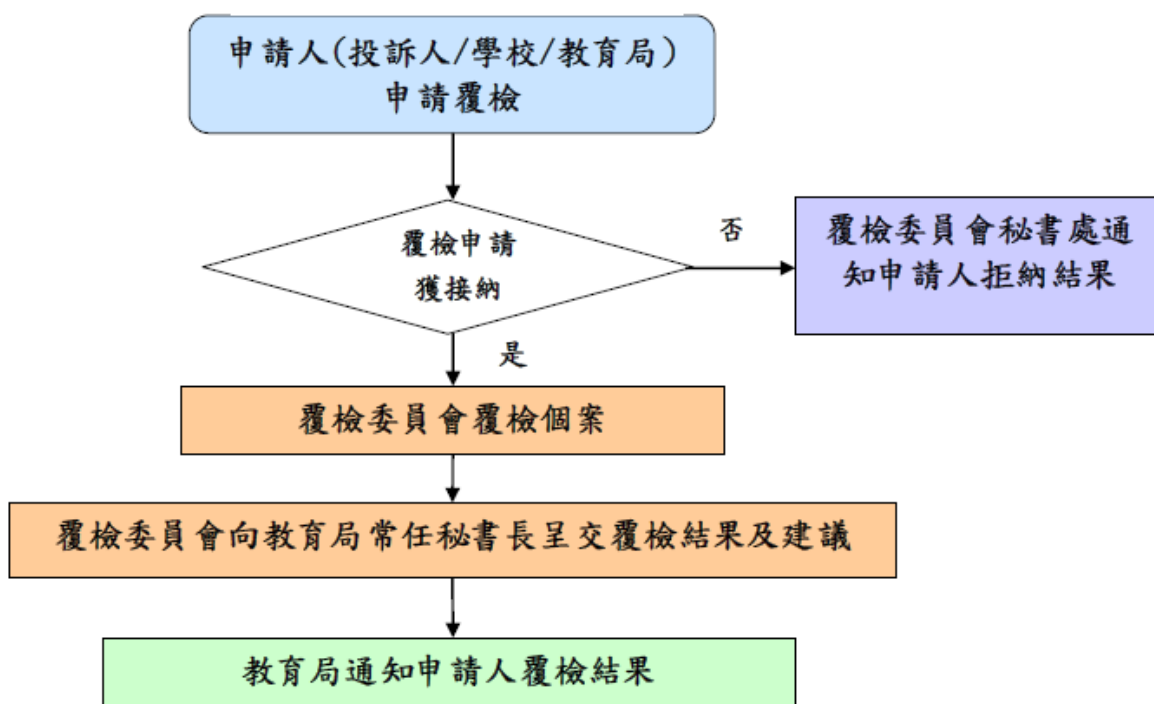 申請人(投訴人/學校/教育局)
申請覆檢
覆檢申請
獲接納
否
覆檢委員會秘書處通
知申請人拒納結果
是
覆檢委員會覆檢個案
覆檢委員會向教育局常任秘書長呈交覆檢結果及建議
教育局通知申請人覆檢結果